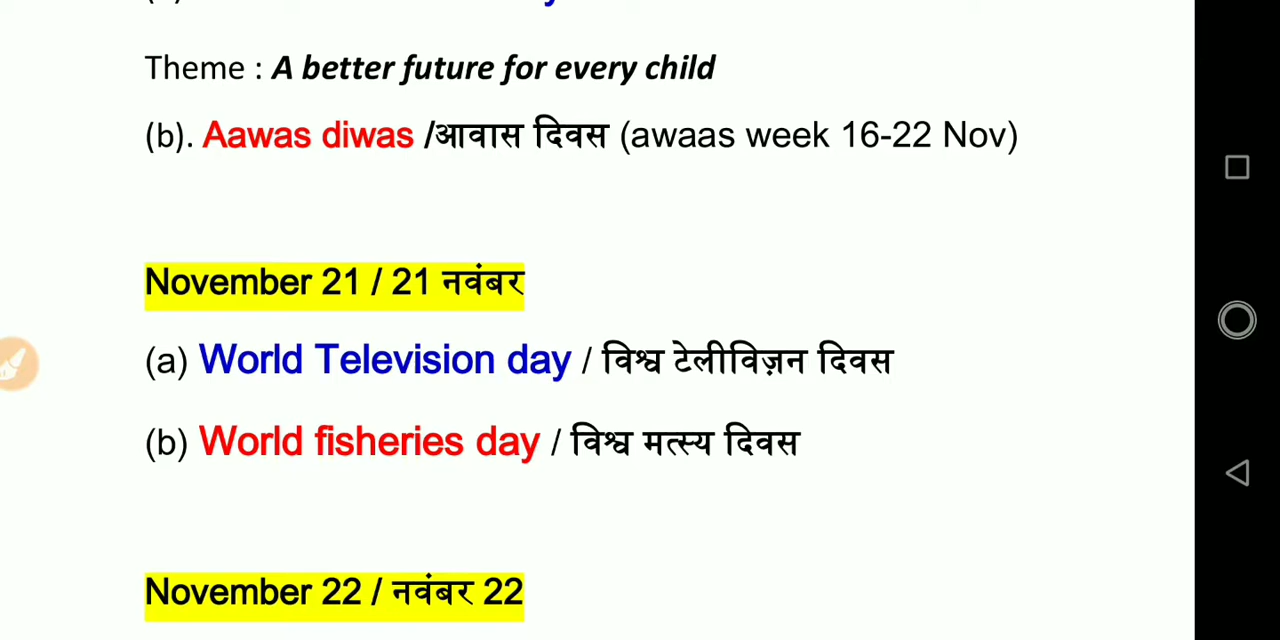 Theme : A better future for every child
(b). Aawas diwas /आवास दिवस (awaas week 16-22 Nov)
November 21 / 21 नवंबर
(a) World Television day / विश्व टेलीविज़न दिवस
(b) World fisheries day / विश्व मत्स्य दिवस
November 22 / नवंबर 22